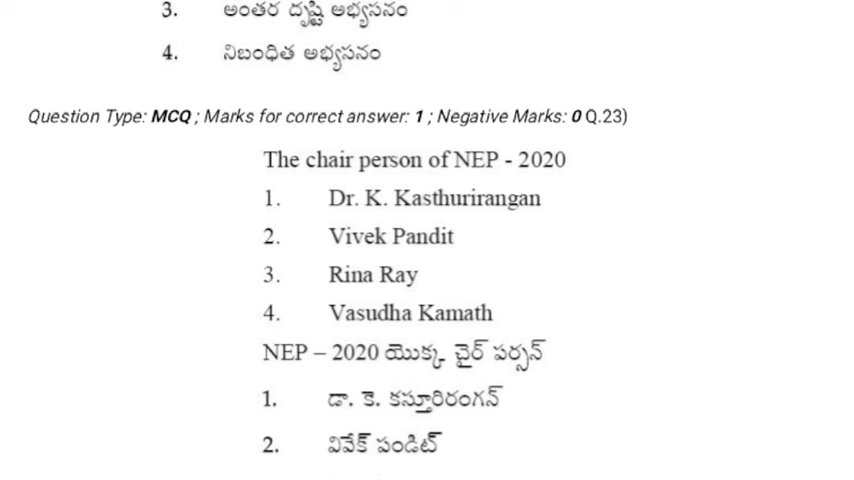 3. అంతర దృష్టి అభ్యసనం
4. నిబంధిత అభ్యసనం
Question Type: MCQ ; Marks for correct answer: 1 ; Negative Marks: 0 Q.23)
The chair person of NEP - 2020
1. Dr. K. Kasthurirangan
2. Vivek Pandit
3. Rina Ray
4. Vasudha Kamath
NEP – 2020 యొక్క చైర్ పర్సన్
1. డా. కె. కస్తూరిరంగన్
2. వివేక్ పండిట్